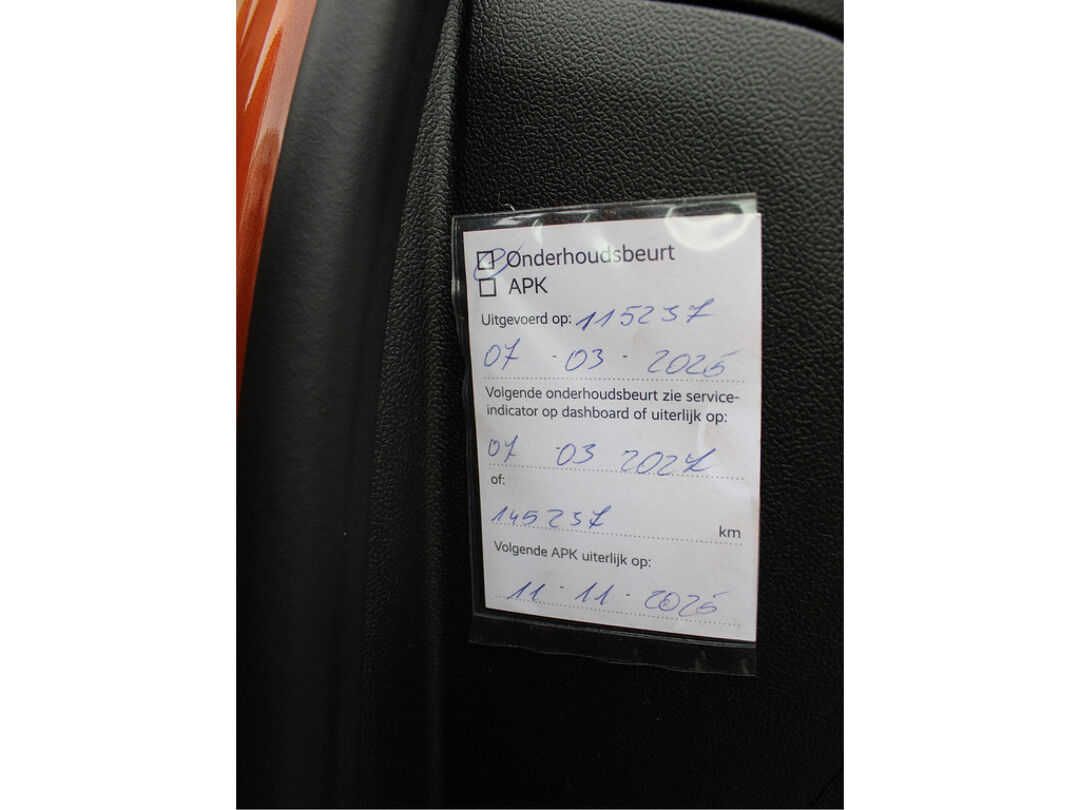 Onderhoudsbeurt
APK
Uitgevoerd op: 115237
07 - 03 - 2025
Volgende onderhoudsbeurt zie service-
indicator op dashboard of uiterlijk op:
07 - 03 2027
of:
145237 km
Volgende APK uiterlijk op:
11 - 11 - 2025